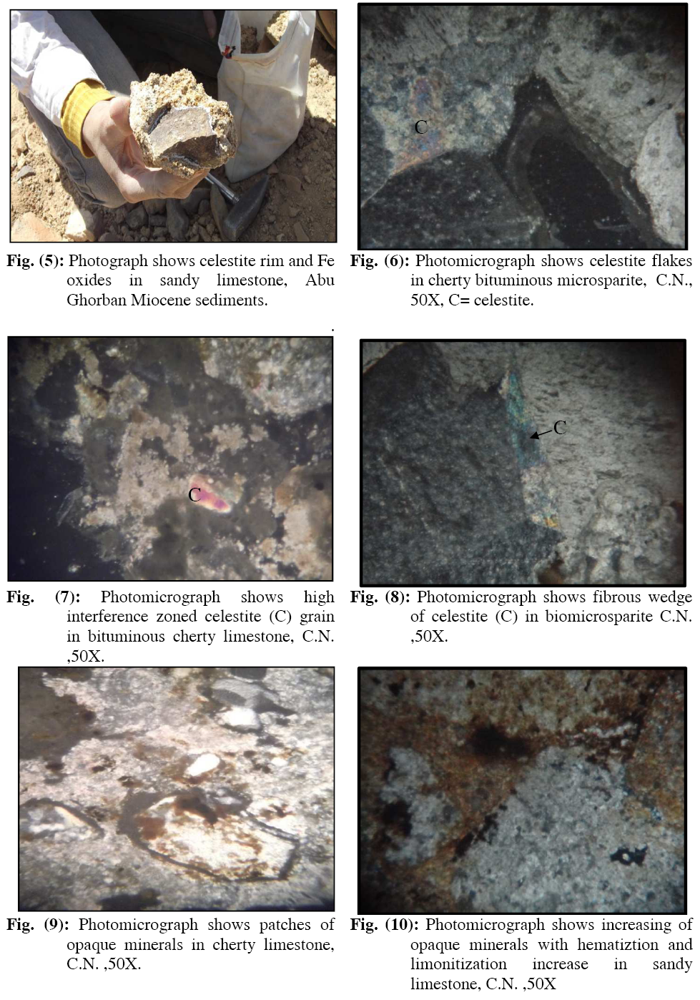 C
Fig. (5): Photograph shows celestite rim and Fe
oxides in sandy limestone, Abu
Ghorban Miocene sediments.
Fig. (6): Photomicrograph shows celestite flakes
in cherty bituminous microsparite, C.N.,
50X, C= celestite.
.
C
C
Fig. (7): Photomicrograph shows high
interference zoned celestite (C) grain
in bituminous cherty limestone, C.N.
,50X.
Fig. (8): Photomicrograph shows fibrous wedge
of celestite (C) in biomicrosparite C.N.
,50X.
Fig. (9): Photomicrograph shows patches of
opaque minerals in cherty limestone,
C.N. ,50X.
Fig. (10): Photomicrograph shows increasing of
opaque minerals with hematiztion and
limonitization increase in sandy
limestone, C.N. ,50X